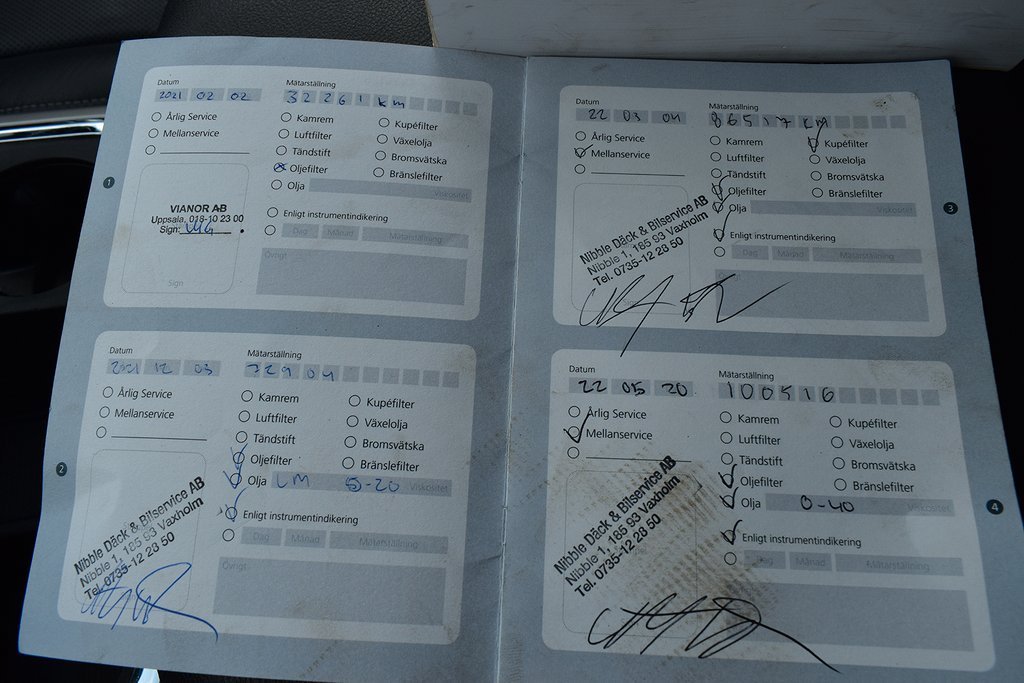 Datum Mätarställning
2021 02 02 32261 km
Årlig Service Kamrem Kupéfilter
Mellanservice Luftfilter Växelolja
Tändstift Bromsvätska
Oljefilter Bränslefilter
Olja Viskositet
VIANOR AB
Uppsala. 018-10 23 00
Sign:
Enligt instrumentindikering
Dag Månad Mätarställning
Övrigt
Sign
1
Datum Mätarställning
2021 12 03 72904
Årlig Service Kamrem Kupéfilter
Mellanservice Luftfilter Växelolja
Tändstift Bromsvätska
Oljefilter Bränslefilter
Olja LM 5-20 Viskositet
Enligt instrumentindikering
Dag Månad Mätarställning
Övrigt
Nibble Däck & Bilservice AB
Nibble 1, 185 93 Vaxholm
Tel. 0735-12 28 50
2
Datum Mätarställning
22 03 04 86517 KM
Årlig Service Kamrem Kupéfilter
Mellanservice Luftfilter Växelolja
Tändstift Bromsvätska
Oljefilter Bränslefilter
Olja Viskositet
Enligt instrumentindikering
Dag Månad Mätarställning
Nibble Däck & Bilservice AB
Nibble 1, 185 93 Vaxholm
Tel. 0735-12 28 50
3
Datum Mätarställning
22 05 20 100516
Årlig Service Kamrem Kupéfilter
Mellanservice Luftfilter Växelolja
Tändstift Bromsvätska
Oljefilter Bränslefilter
Olja 0-40 Viskositet
Enligt instrumentindikering
Dag Månad Mätarställning
Nibble Däck & Bilservice AB
Nibble 1, 185 93 Vaxholm
Tel. 0735-12 28 50
4